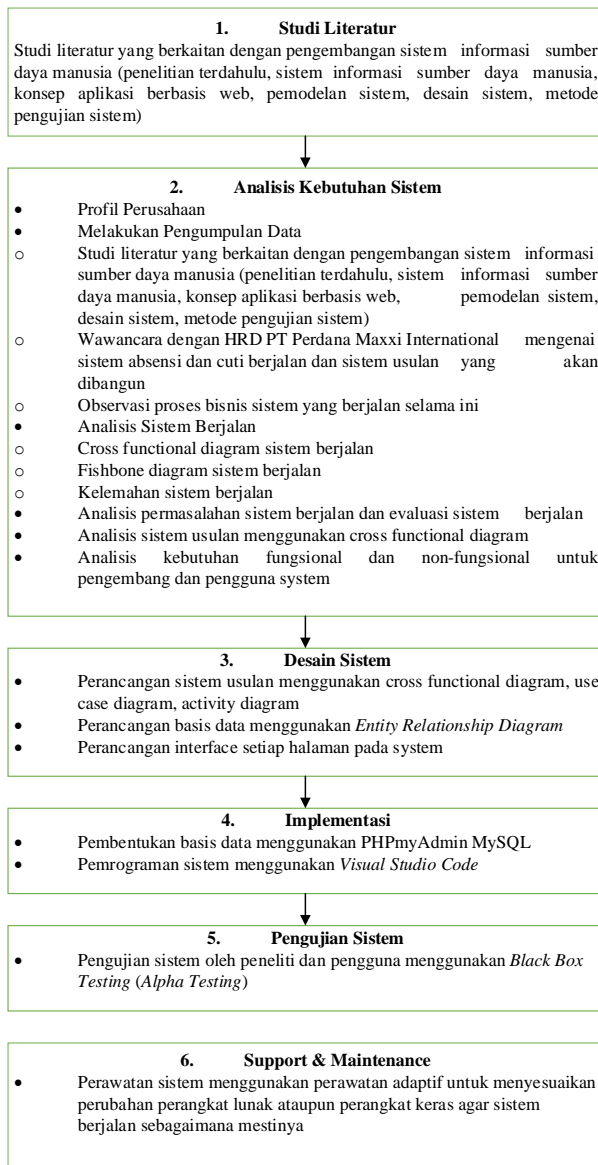 1. Studi Literatur
Studi literatur yang berkaitan dengan pengembangan sistem informasi sumber
daya manusia (penelitian terdahulu, sistem informasi sumber daya manusia,
konsep aplikasi berbasis web, pemodelan sistem, desain sistem, metode
pengujian sistem)
2. Analisis Kebutuhan Sistem
• Profil Perusahaan
• Melakukan Pengumpulan Data
o Studi literatur yang berkaitan dengan pengembangan sistem informasi
sumber daya manusia (penelitian terdahulu, sistem informasi sumber
daya manusia, konsep aplikasi berbasis web, pemodelan sistem,
desain sistem, metode pengujian sistem)
o Wawancara dengan HRD PT Perdana Maxxi International mengenai
sistem absensi dan cuti berjalan dan sistem usulan yang akan
dibangun
o Observasi proses bisnis sistem yang berjalan selama ini
• Analisis Sistem Berjalan
o Cross functional diagram sistem berjalan
o Fishbone diagram sistem berjalan
o Kelemahan sistem berjalan
• Analisis permasalahan sistem berjalan dan evaluasi sistem berjalan
• Analisis sistem usulan menggunakan cross functional diagram
• Analisis kebutuhan fungsional dan non-fungsional untuk
pengembang dan pengguna system
3. Desain Sistem
• Perancangan sistem usulan menggunakan cross functional diagram, use
case diagram, activity diagram
• Perancangan basis data menggunakan Entity Relationship Diagram
• Perancangan interface setiap halaman pada system
4. Implementasi
• Pembentukan basis data menggunakan PHPmyAdmin MySQL
• Pemrograman sistem menggunakan Visual Studio Code
5. Pengujian Sistem
• Pengujian sistem oleh peneliti dan pengguna menggunakan Black Box
Testing (Alpha Testing)
6. Support & Maintenance
• Perawatan sistem menggunakan perawatan adaptif untuk menyesuaikan
perubahan perangkat lunak ataupun perangkat keras agar sistem
berjalan sebagaimana mestinya